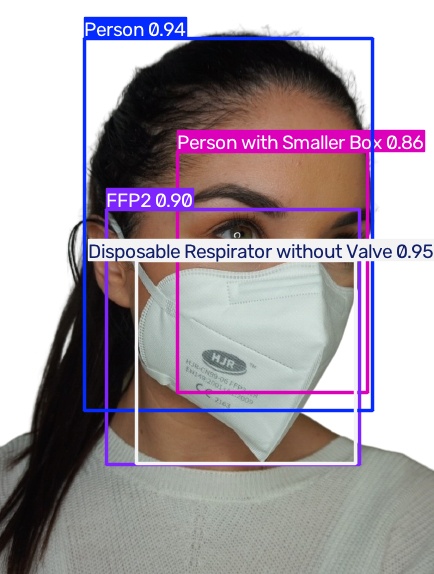 Person 0.94
Person with Smaller Box 0.86
FFP2 0.90
Disposable Respirator without Valve 0.95
HJR
CE 2163